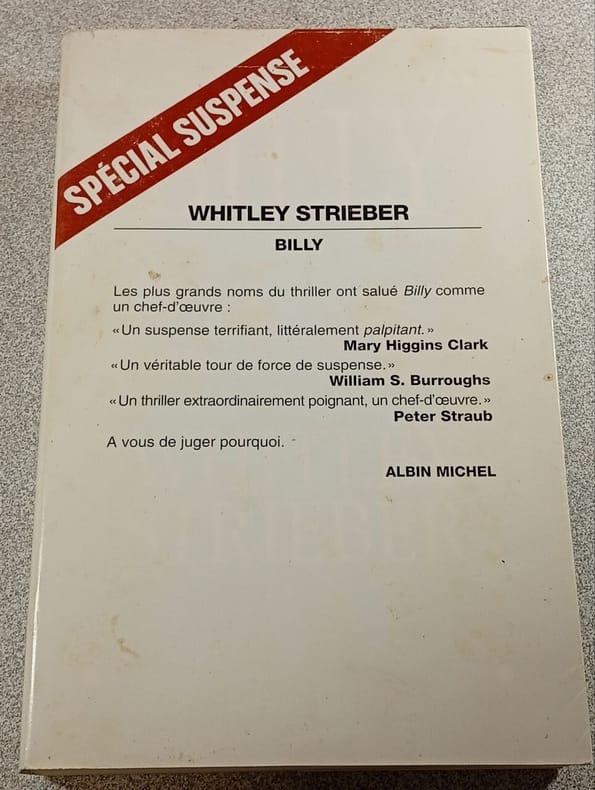 SPÉCIAL SUSPENSE
WHITLEY STRIEBER
BILLY
Les plus grands noms du thriller ont salué Billy comme
un chef-d'œuvre :
« Un suspense terrifiant, littéralement palpitant. »
Mary Higgins Clark
« Un véritable tour de force de suspense. »
William S. Burroughs
« Un thriller extraordinairement poignant, un chef-d'œuvre. »
Peter Straub
A vous de juger pourquoi.
ALBIN MICHEL
STRIEBER